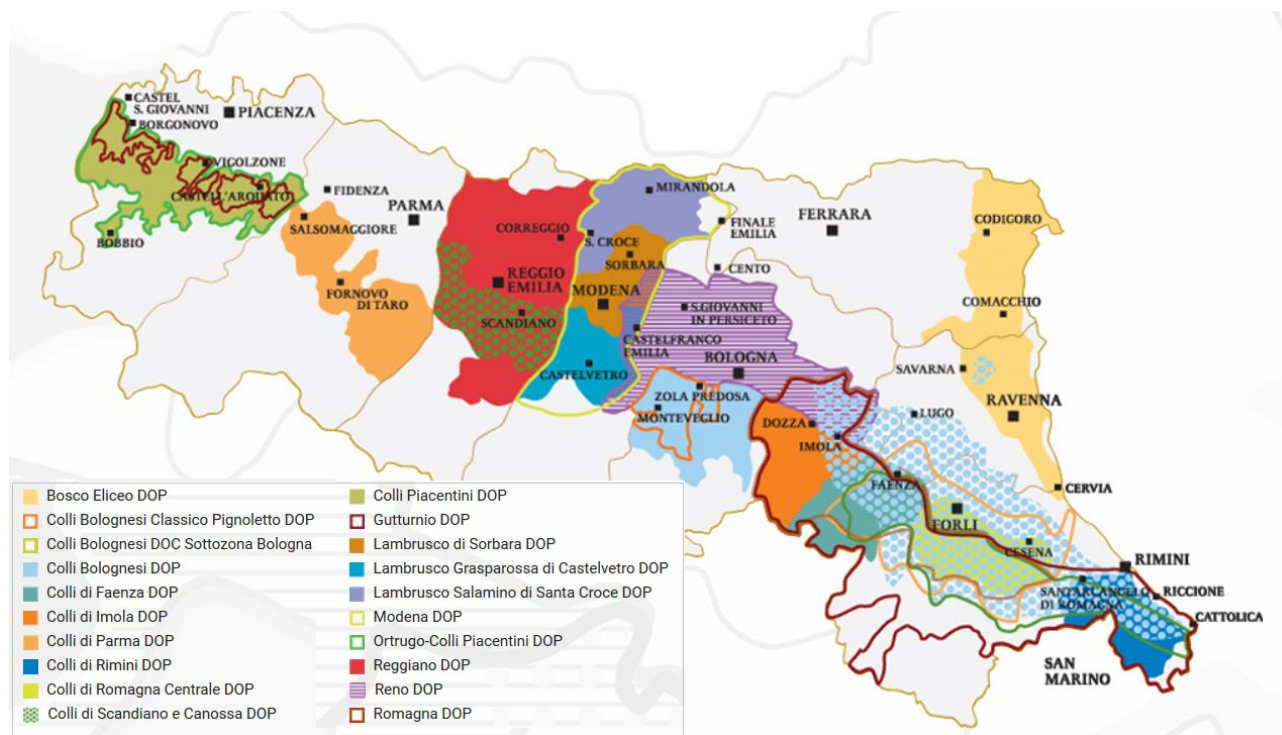 CASTEL
S. GIOVANNI
PIACENZA
BORGONOVO
VIGOLZONE
CASTELL'ARQUATO
BOBBIO
FIDENZA
PARMA
SALSOMAGGIORE
FORNOVO
DI TARO
CORREGGIO
REGGIO
EMILIA
SCANDIANO
MIRANDOLA
S. CROCE
SORBARA
MODENA
FINALE
EMILIA
CENTO
FERRARA
CODIGORO
COMACCHIO
S.GIOVANNI
IN PERSICETO
CASTELFRANCO
EMILIA
BOLOGNA
CASTELVETRO
ZOLA PREDOSA
MONTEVEGLIO
SAVARNA
RAVENNA
LUGO
DOZZA
IMOLA
FAENZA
CERVIA
FORLI
CESENA
RIMINI
SANTARCANGELO
DI ROMAGNA
RICCIONE
CATTOLICA
SAN
MARINO
Bosco Eliceo DOP
Colli Bolognesi Classico Pignoletto DOP
Colli Bolognesi DOC Sottozona Bologna
Colli Bolognesi DOP
Colli di Faenza DOP
Colli di Imola DOP
Colli di Parma DOP
Colli di Rimini DOP
Colli di Romagna Centrale DOP
Colli di Scandiano e Canossa DOP
Colli Piacentini DOP
Gutturnio DOP
Lambrusco di Sorbara DOP
Lambrusco Grasparossa di Castelvetro DOP
Lambrusco Salamino di Santa Croce DOP
Modena DOP
Ortrugo-Colli Piacentini DOP
Reggiano DOP
Reno DOP
Romagna DOP